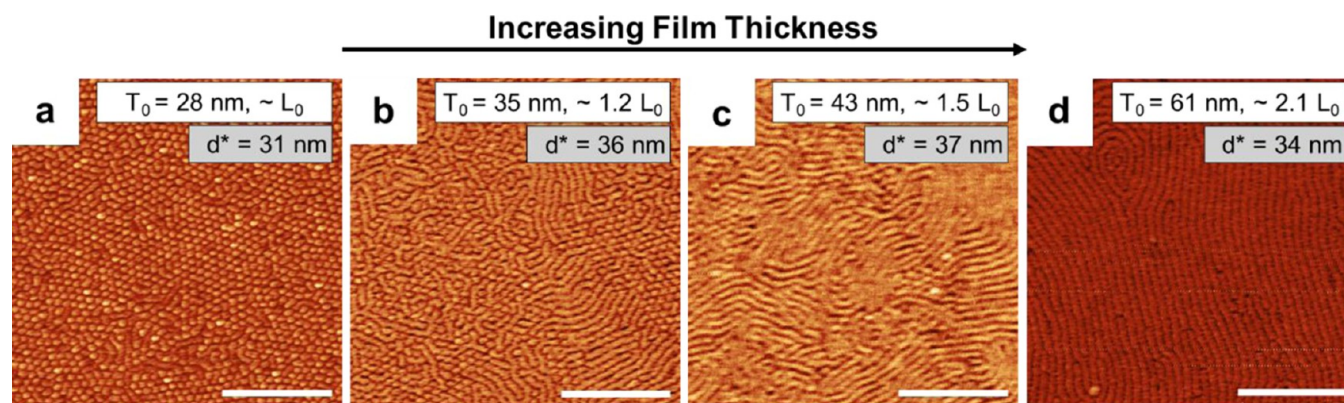 Increasing Film Thickness
a
T₀ = 28 nm, ~ L₀
d* = 31 nm
b
T₀ = 35 nm, ~ 1.2 L₀
d* = 36 nm
c
T₀ = 43 nm, ~ 1.5 L₀
d* = 37 nm
d
T₀ = 61 nm, ~ 2.1 L₀
d* = 34 nm